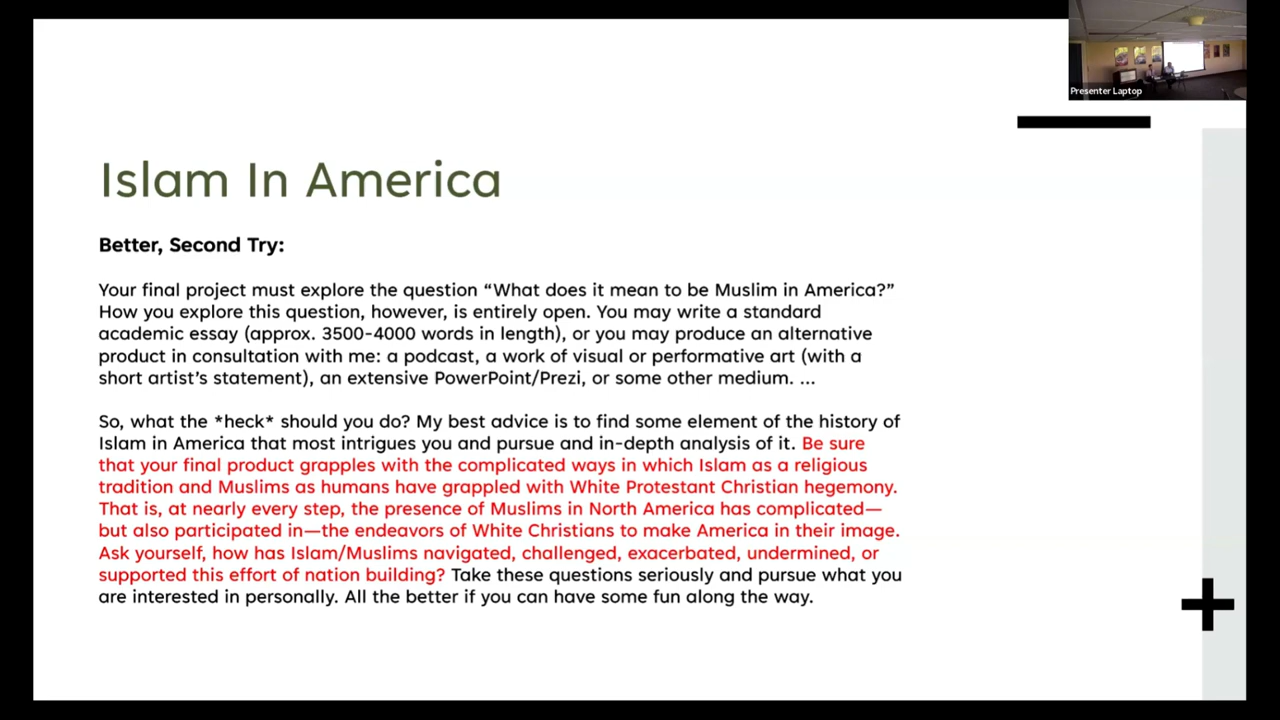 Presenter Laptop
Islam In America
Better, Second Try:
Your final project must explore the question “What does it mean to be Muslim in America?”
How you explore this question, however, is entirely open. You may write a standard
academic essay (approx. 3500-4000 words in length), or you may produce an alternative
product in consultation with me: a podcast, a work of visual or performative art (with a
short artist’s statement), an extensive PowerPoint/Prezi, or some other medium. ...
So, what the *heck* should you do? My best advice is to find some element of the history of
Islam in America that most intrigues you and pursue and in-depth analysis of it. Be sure
that your final product grapples with the complicated ways in which Islam as a religious
tradition and Muslims as humans have grappled with White Protestant Christian hegemony.
That is, at nearly every step, the presence of Muslims in North America has complicated—
but also participated in—the endeavors of White Christians to make America in their image.
Ask yourself, how has Islam/Muslims navigated, challenged, exacerbated, undermined, or
supported this effort of nation building? Take these questions seriously and pursue what you
are interested in personally. All the better if you can have some fun along the way.